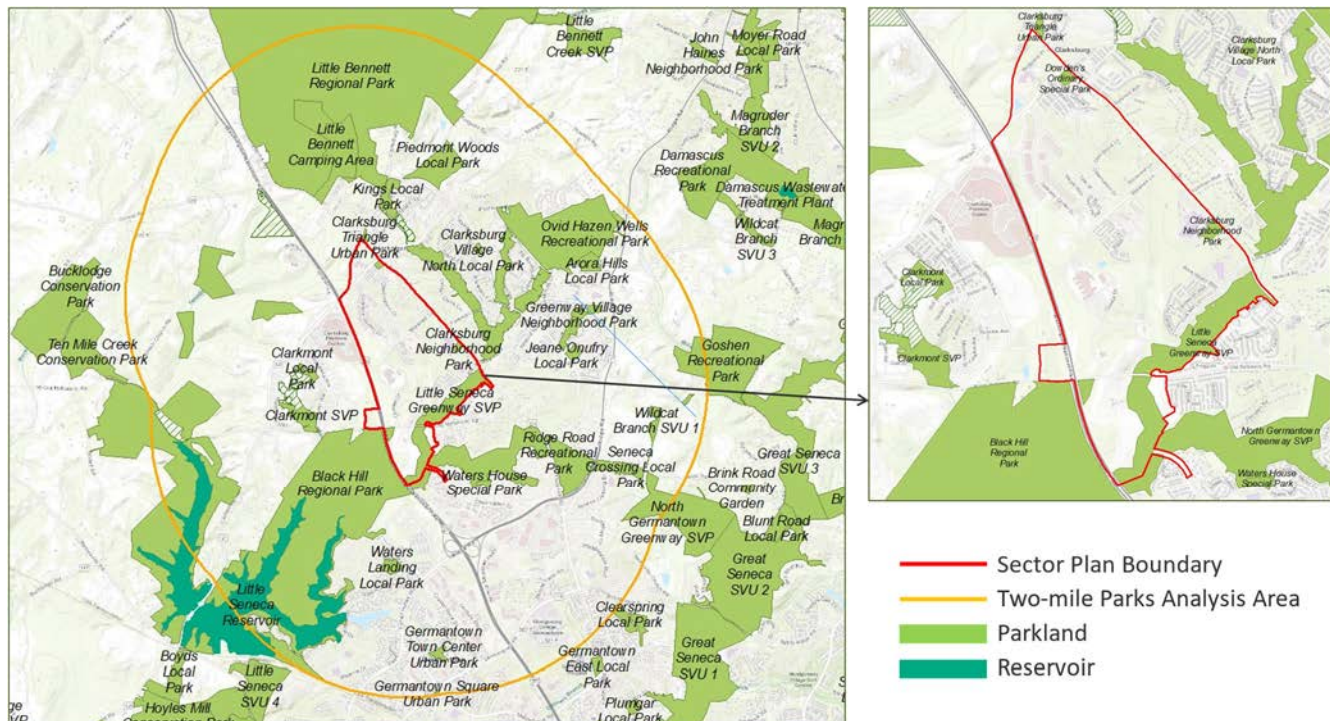 Little
Bennett
Creek SVP
John
Haines
Neighborhood Park
Moyer Road
Local Park
Little Bennett
Regional Park
Little
Bennett
Camping Area
Piedmont Woods
Local Park
Magruder
Branch
SVU 2
Damascus
Recreational
Park
Damascus Wastewater
Treatment Plant
Kings Local
Park
Clarksburg
Triangle
Urban Park
Ovid Hazen Wells
Recreational Park
Wildcat
Branch
SVU 3
Clarksburg
Village
North Local Park
Arora Hills
Local Park
Bucklodge
Conservation
Park
Greenway Village
Neighborhood Park
Clarksburg
Neighborhood
Park
Jeane Onufry
Local Park
Ten Mile Creek
Conservation Park
Goshen
Recreational
Park
Clarkmont
Local
Park
Little Seneca
Greenway SVP
Clarkmont SVP
Wildcat
Branch SVU 1
Ridge Road
Recreational
Park
Seneca
Crossing Local
Park
Great Seneca
SVU 3
Black Hill
Regional Park
Waters House
Special Park
Brink Road
Community
Garden
North
Germantown
Greenway SVP
Blunt Road
Local Park
Waters
Landing
Local Park
Great
Seneca
SVU 2
Little
Seneca
Reservoir
Clearspring
Local Park
Germantown
Town Center
Urban Park
Germantown
East Local
Park
Great
Seneca
SVU 1
Boyds
Local
Park
Little
Seneca
SVU 4
Germantown Square
Urban Park
Hoyles Mill
Conservation Park
Plumgar
Local Park
Clarksburg
Triangle
Urban Park
Clarksburg
Clarksburg
Village North
Local Park
Dowden's
Ordinary
Special Park
Clarksburg
Neighborhood
Park
Clarkmont
Local Park
Clarkmont SVP
Little
Seneca
Greenway SVP
Black Hill
Regional
Park
North Germantown
Greenway SVP
Waters House
Special Park
Sector Plan Boundary
Two-mile Parks Analysis Area
Parkland
Reservoir